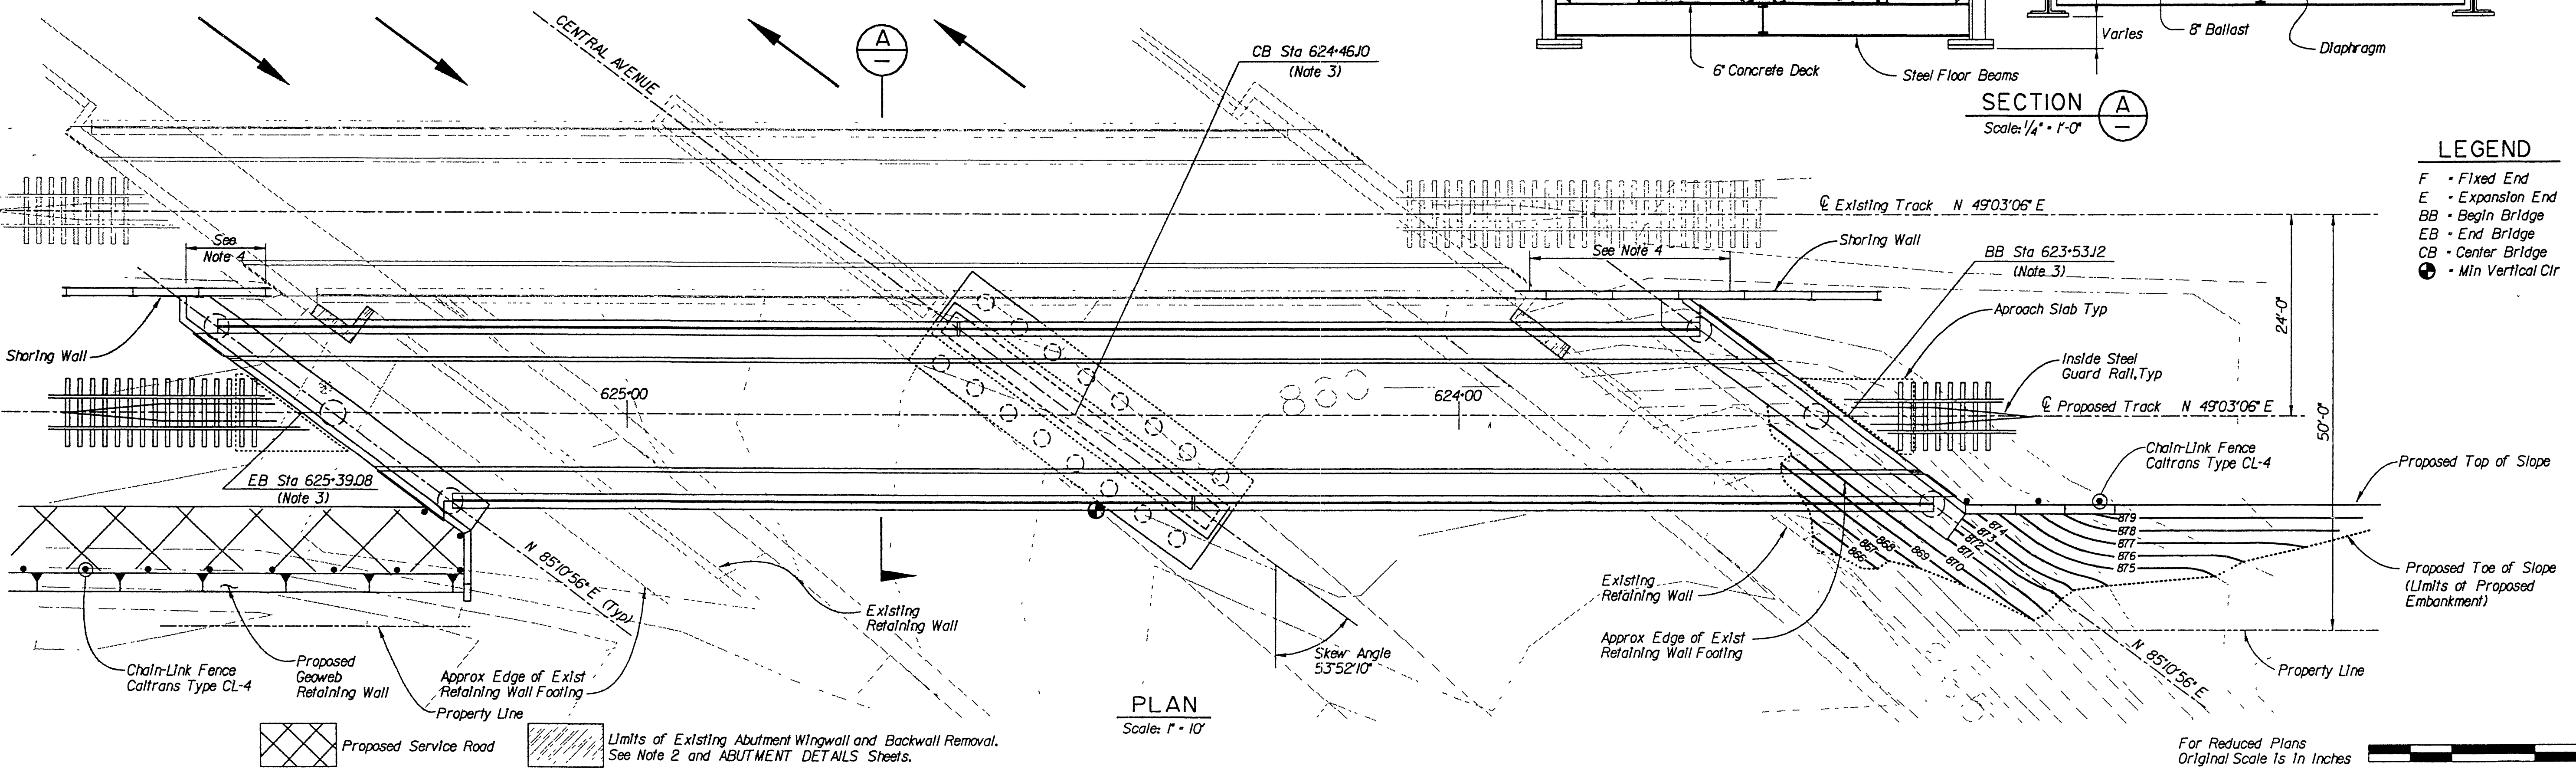 Varies
8" Ballast
Diaphragm
6" Concrete Deck
Steel Floor Beams
SECTION A
Scale: 1/4" = 1'-0"
A
CENTRAL AVENUE
CB Sta 624+46.10
(Note 3)
LEGEND
F = Fixed End
E = Expansion End
BB = Begin Bridge
EB = End Bridge
CB = Center Bridge
= Min Vertical Clr
℄ Existing Track N 49°03'06" E
Shoring Wall
See Note 4
BB Sta 623+53.12
(Note 3)
See
Note 4
Aproach Slab Typ
24'-0"
Shoring Wall
Inside Steel
Guard Rail, Typ
625+00
860
624+00
℄ Proposed Track N 49°03'06" E
50'-0"
Chain-Link Fence
Caltrans Type CL-4
Proposed Top of Slope
EB Sta 625+39.08
(Note 3)
879
878
877
876
875
874
873
872
871
870
869
868
867
866
N 85°10'56" E (Typ)
Existing
Retaining Wall
Existing
Retaining Wall
Approx Edge of Exist
Retaining Wall Footing
Proposed Toe of Slope
(Limits of Proposed
Embankment)
Skew Angle
53°52'10"
N 85°10'56" E
Property Line
Chain-Link Fence
Caltrans Type CL-4
Proposed
Geoweb
Retaining Wall
Approx Edge of Exist
Retaining Wall Footing
Property Line
PLAN
Scale: 1" = 10'
Proposed Service Road
Limits of Existing Abutment Wingwall and Backwall Removal.
See Note 2 and ABUTMENT DETAILS Sheets.
For Reduced Plans
Original Scale is in Inches